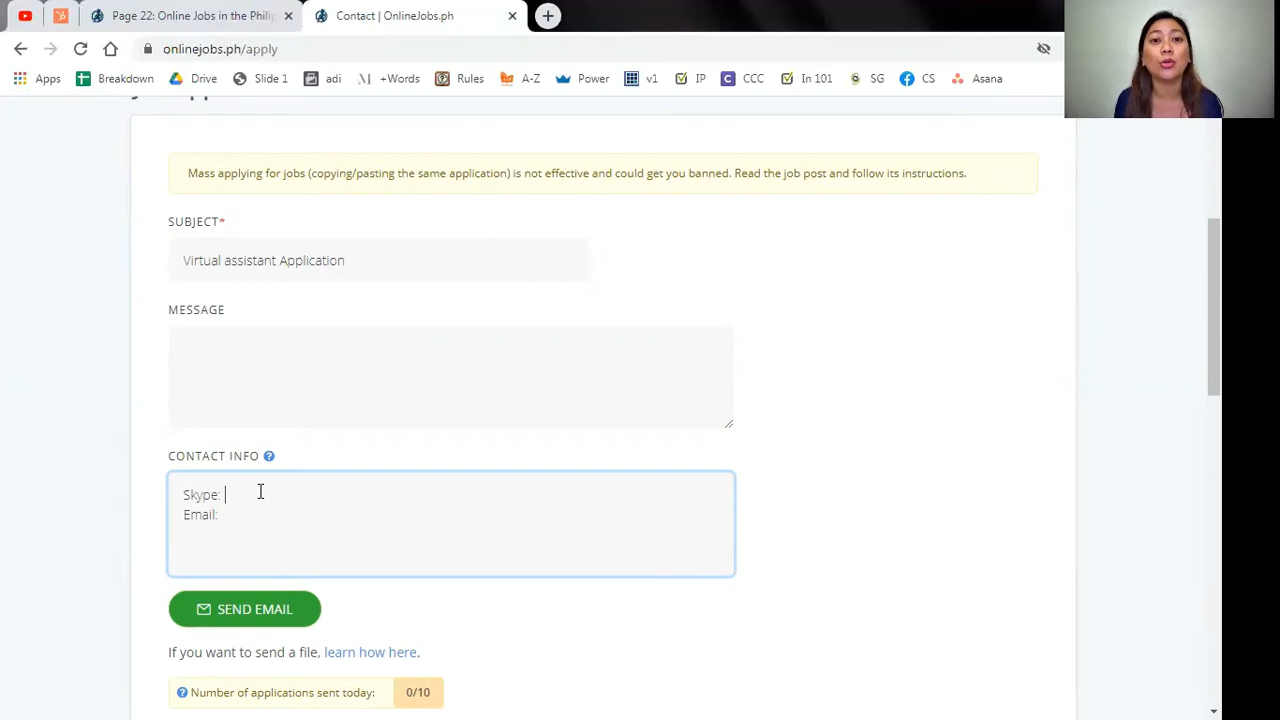 Page 22: Online Jobs in the Philip
Contact | OnlineJobs.ph
onlinejobs.ph/apply
Apps
Breakdown
Drive
Slide 1
adi
+Words
Rules
A-Z
Power
v1
IP
CCC
In 101
SG
CS
Asana
Mass applying for jobs (copying/pasting the same application) is not effective and could get you banned. Read the job post and follow its instructions.
SUBJECT*
Virtual assistant Application
MESSAGE
CONTACT INFO
Skype:
Email:
SEND EMAIL
If you want to send a file, learn how here.
Number of applications sent today: 0/10